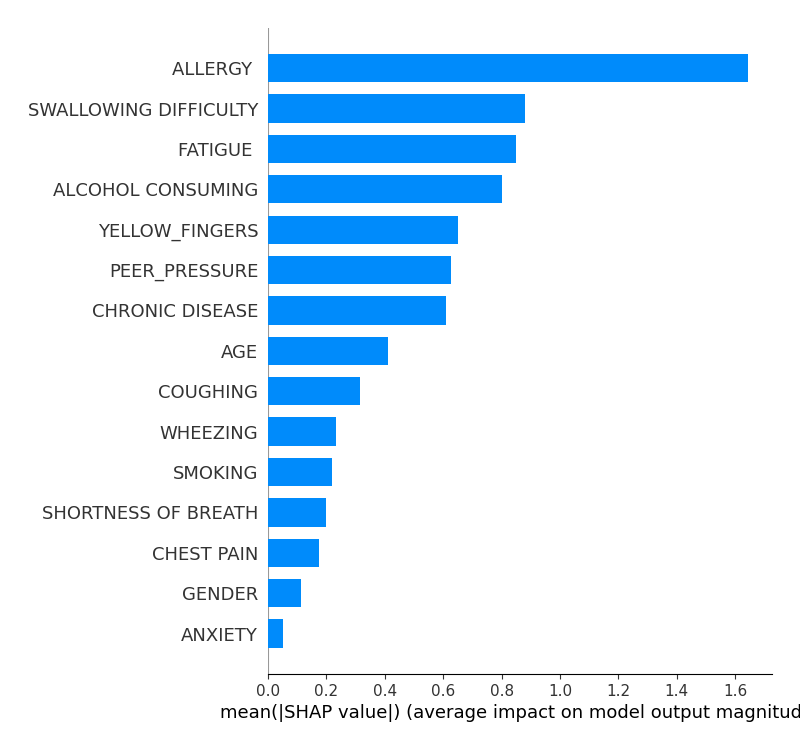 ALLERGY
SWALLOWING DIFFICULTY
FATIGUE
ALCOHOL CONSUMING
YELLOW_FINGERS
PEER_PRESSURE
CHRONIC DISEASE
AGE
COUGHING
WHEEZING
SMOKING
SHORTNESS OF BREATH
CHEST PAIN
GENDER
ANXIETY
0.0 0.2 0.4 0.6 0.8 1.0 1.2 1.4 1.6
mean(|SHAP value|) (average impact on model output magnitud